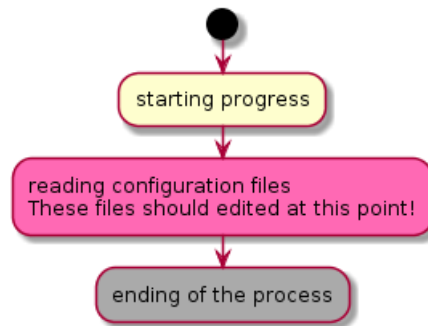 starting progress
reading configuration files
These files should edited at this point!
ending of the process